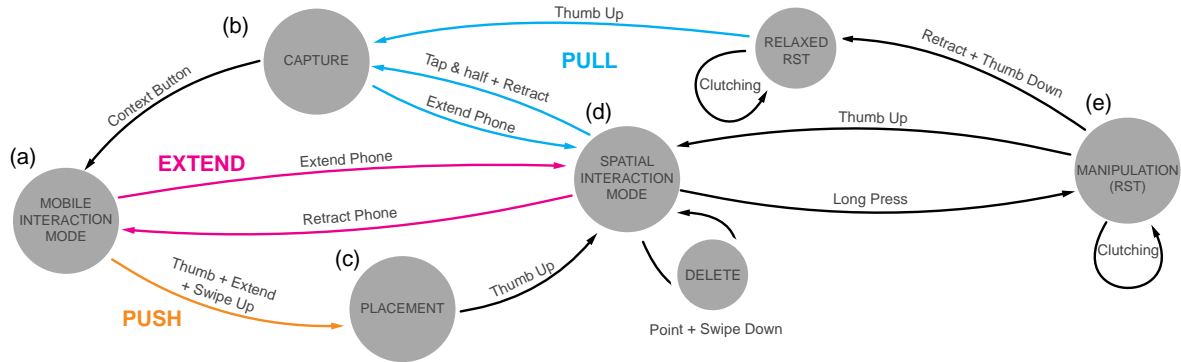 Thumb Up
(b)
RELAXED
RST
Retract + Thumb Down
CAPTURE
PULL
Tap & half + Retract
Clutching
Context Button
Extend Phone
(d)
Thumb Up
(e)
(a)
EXTEND
Extend Phone
SPATIAL
INTERACTION
MODE
MANIPULATION
(RST)
MOBILE
INTERACTION
MODE
Retract Phone
Long Press
(c)
Clutching
Thumb + Extend
+ Swipe Up
Thumb Up
DELETE
PLACEMENT
PUSH
Point + Swipe Down